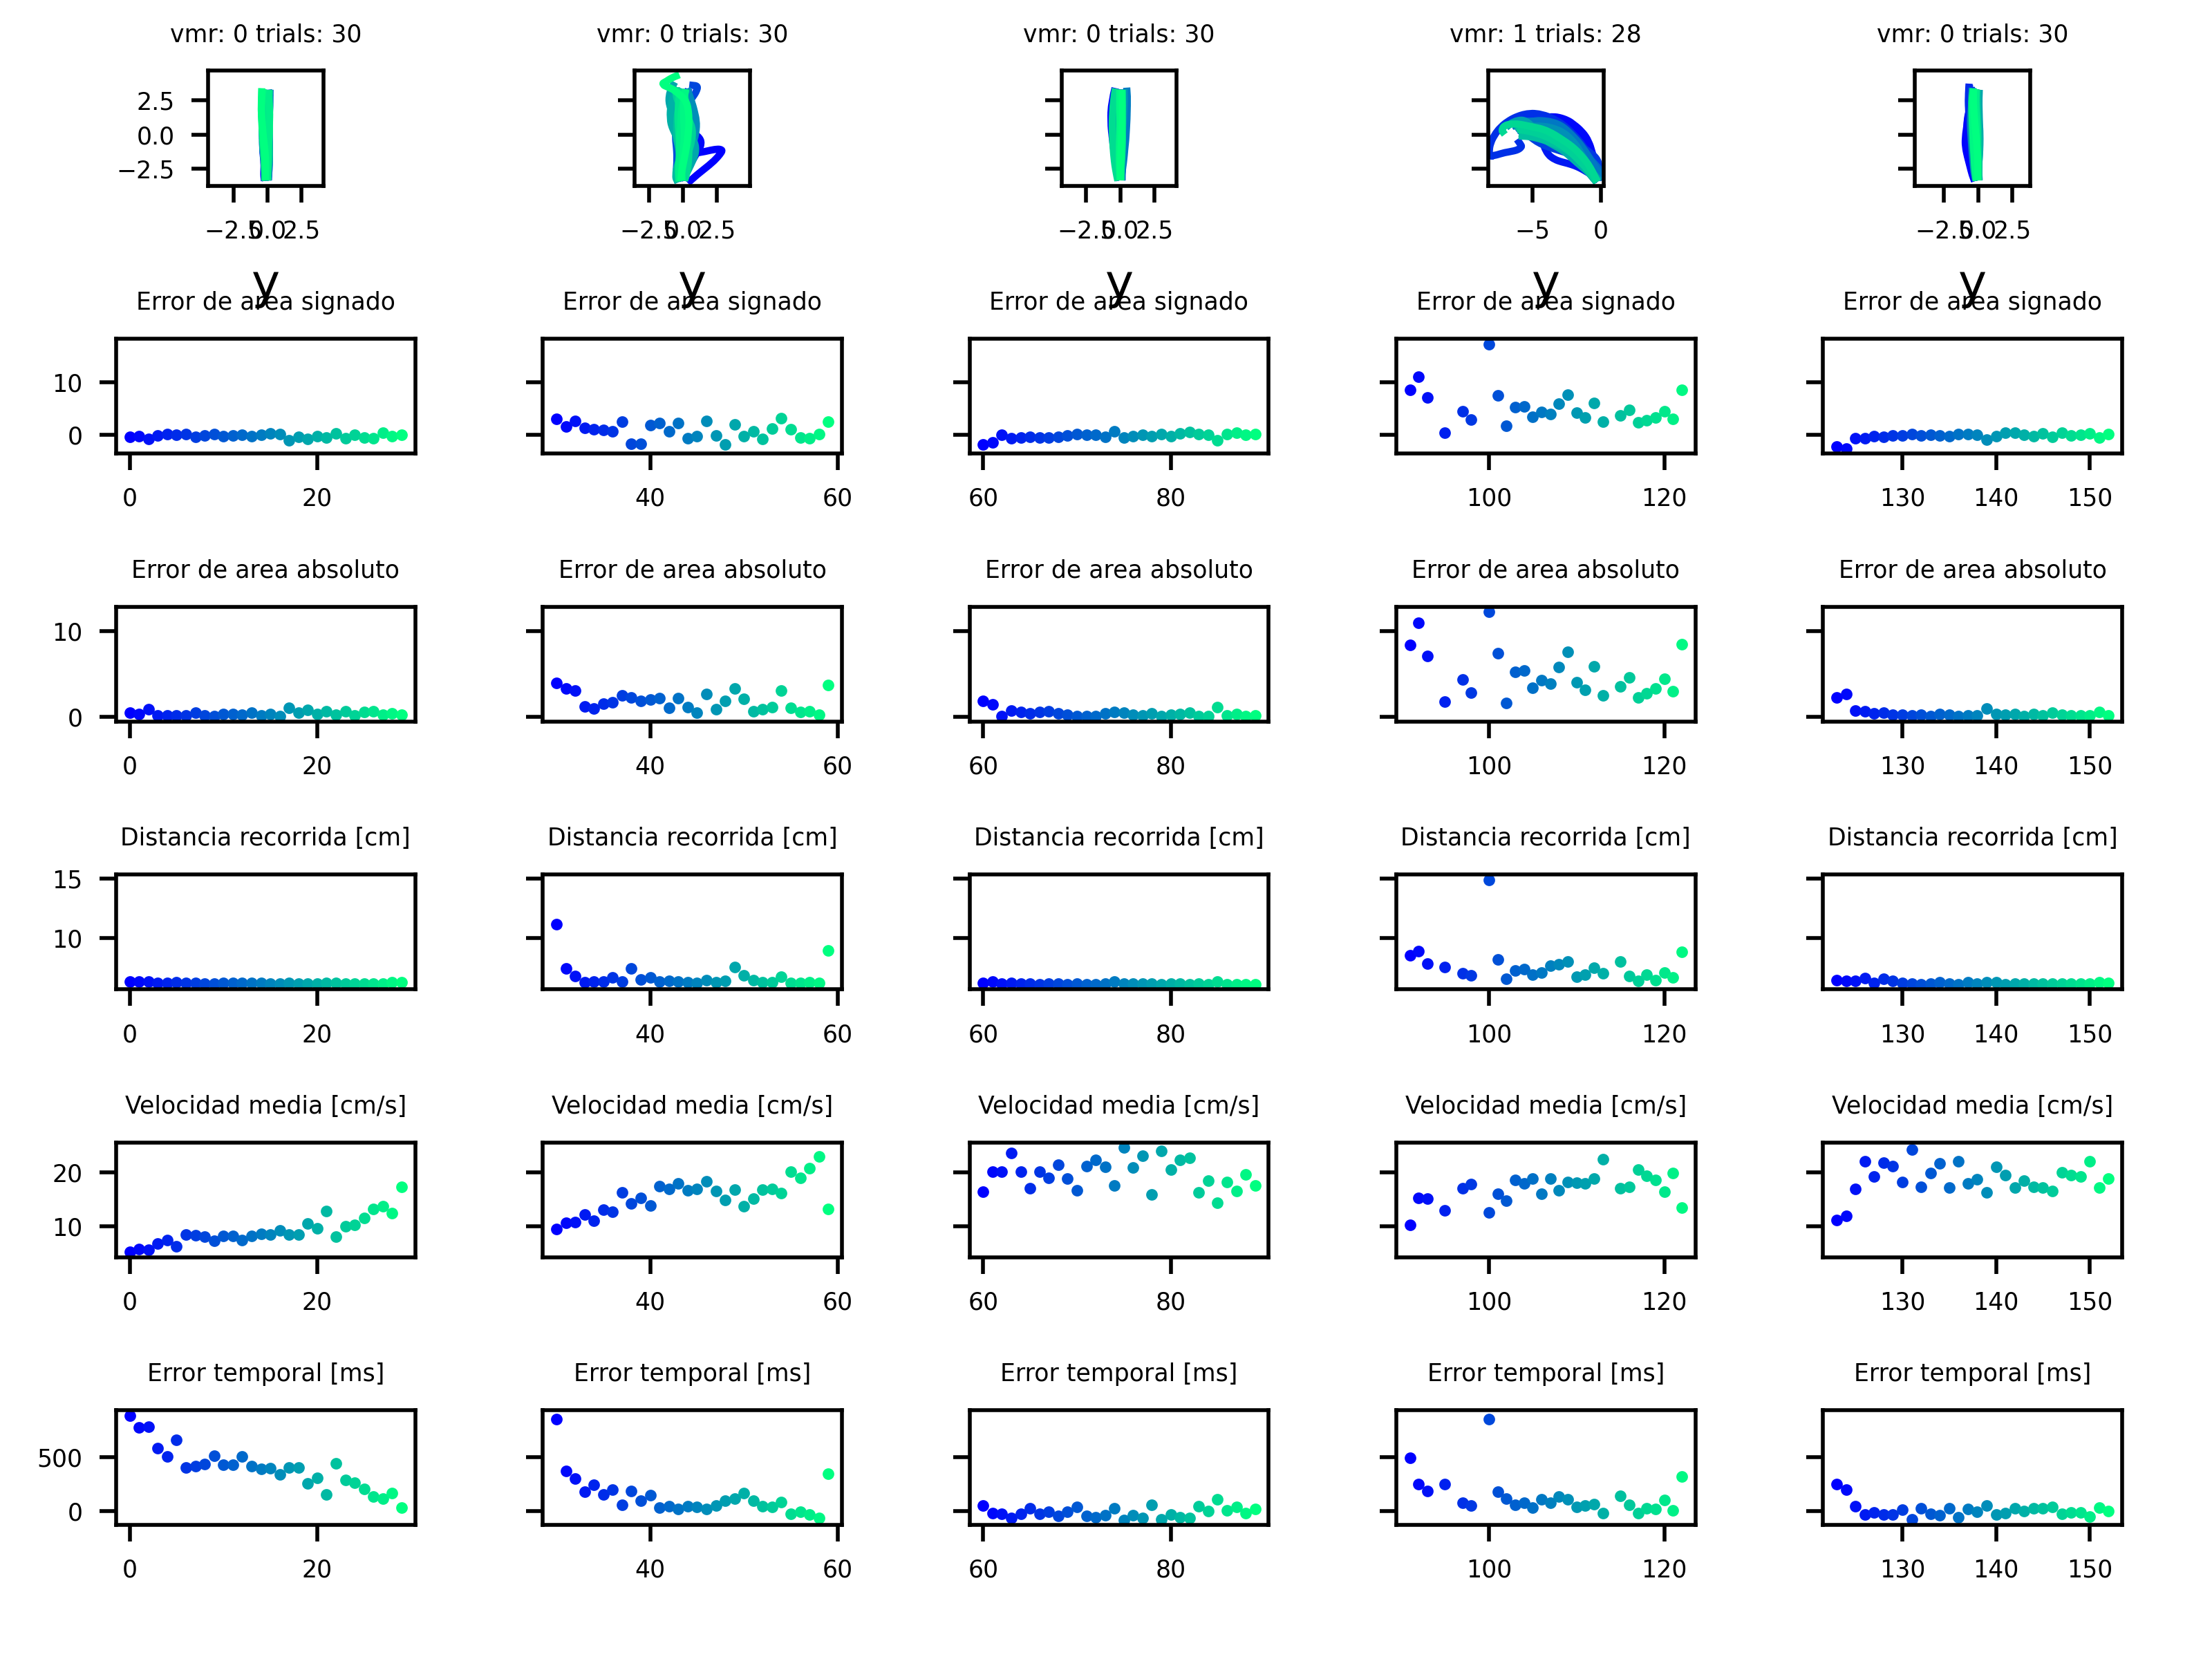 vmr: 0 trials: 30 vmr: 0 trials: 30 vmr: 0 trials: 30 vmr: 1 trials: 28 vmr: 0 trials: 30
2.5
0.0
−2.5
−2.5 0.0 2.5 −2.5 0.0 2.5 −2.5 0.0 2.5 −5 0 −2.5 0.0 2.5
y y y y y
Error de area signado Error de area signado Error de area signado Error de area signado Error de area signado
10
0
0 20 40 60 60 80 100 120 130 140 150
Error de area absoluto Error de area absoluto Error de area absoluto Error de area absoluto Error de area absoluto
10
0
0 20 40 60 60 80 100 120 130 140 150
Distancia recorrida [cm] Distancia recorrida [cm] Distancia recorrida [cm] Distancia recorrida [cm] Distancia recorrida [cm]
15
10
0 20 40 60 60 80 100 120 130 140 150
Velocidad media [cm/s] Velocidad media [cm/s] Velocidad media [cm/s] Velocidad media [cm/s] Velocidad media [cm/s]
20
10
0 20 40 60 60 80 100 120 130 140 150
Error temporal [ms] Error temporal [ms] Error temporal [ms] Error temporal [ms] Error temporal [ms]
500
0
0 20 40 60 60 80 100 120 130 140 150